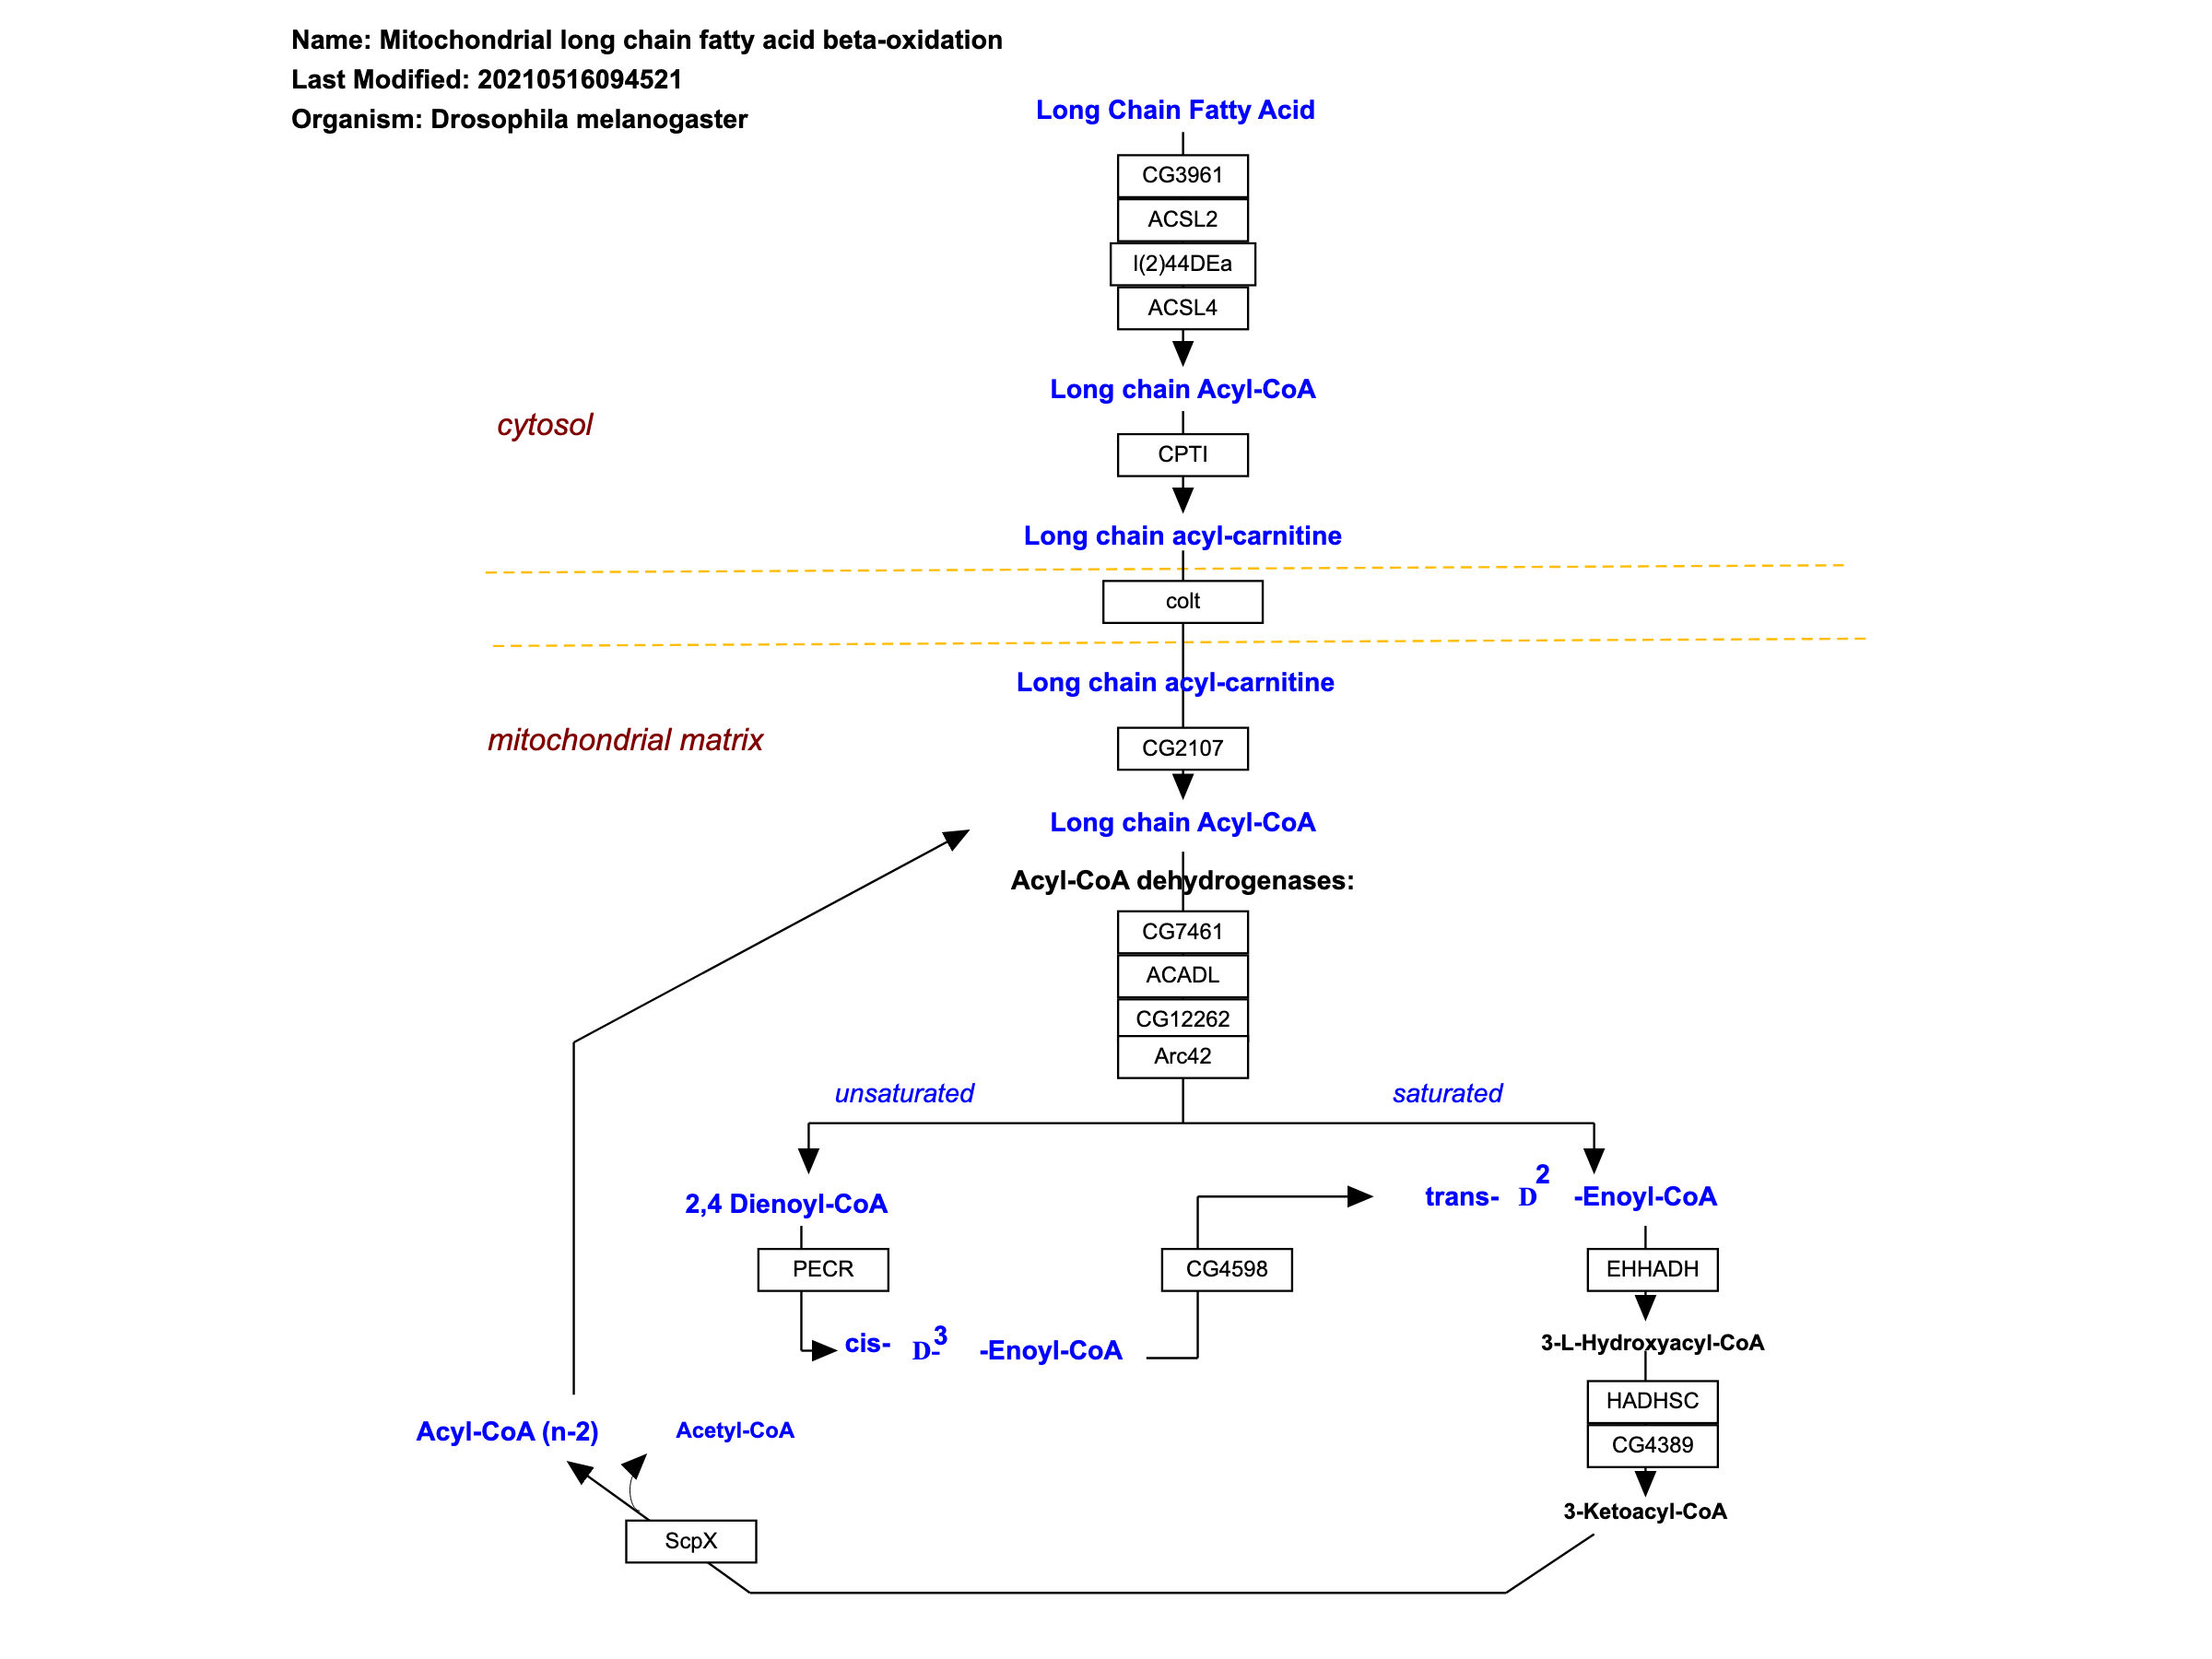 Name: Mitochondrial long chain fatty acid beta-oxidation
Last Modified: 20210516094521
Organism: Drosophila melanogaster
Long Chain Fatty Acid
CG3961
ACSL2
l(2)44DEa
ACSL4
Long chain Acyl-CoA
cytosol
CPTI
Long chain acyl-carnitine
colt
Long chain acyl-carnitine
mitochondrial matrix
CG2107
Long chain Acyl-CoA
Acyl-CoA dehydrogenases:
CG7461
ACADL
CG12262
Arc42
unsaturated saturated
2,4 Dienoyl-CoA
trans- D2 -Enoyl-CoA
PECR
CG4598
EHHADH
cis- D-3 -Enoyl-CoA
3-L-Hydroxyacyl-CoA
HADHSC
CG4389
Acyl-CoA (n-2)
Acetyl-CoA
3-Ketoacyl-CoA
ScpX